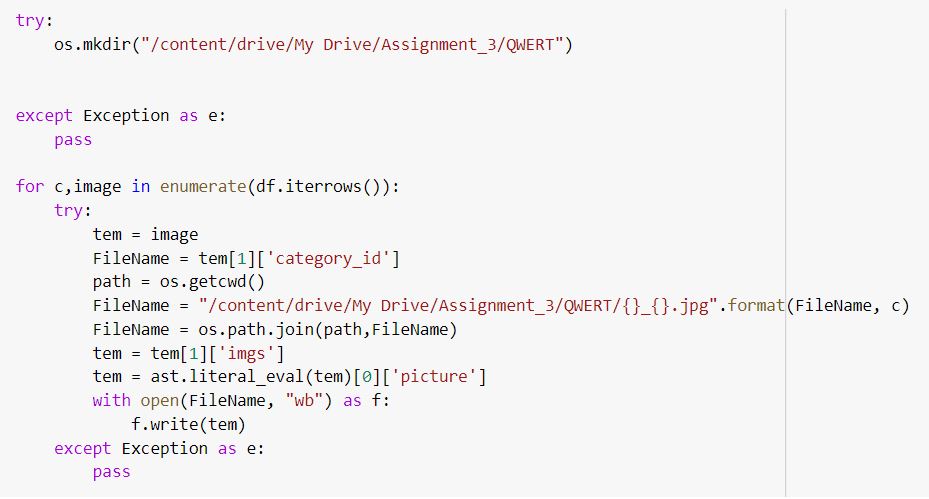 try:
    os.mkdir("/content/drive/My Drive/Assignment_3/QWERT")
except Exception as e:
    pass
for c,image in enumerate(df.iterrows()):
    try:
        tem = image
        FileName = tem[1]['category_id']
        path = os.getcwd()
        FileName = "/content/drive/My Drive/Assignment_3/QWERT/{}_{}.jpg".format(FileName, c)
        FileName = os.path.join(path,FileName)
        tem = tem[1]['imgs']
        tem = ast.literal_eval(tem)[0]['picture']
        with open(FileName, "wb") as f:
            f.write(tem)
    except Exception as e:
        pass